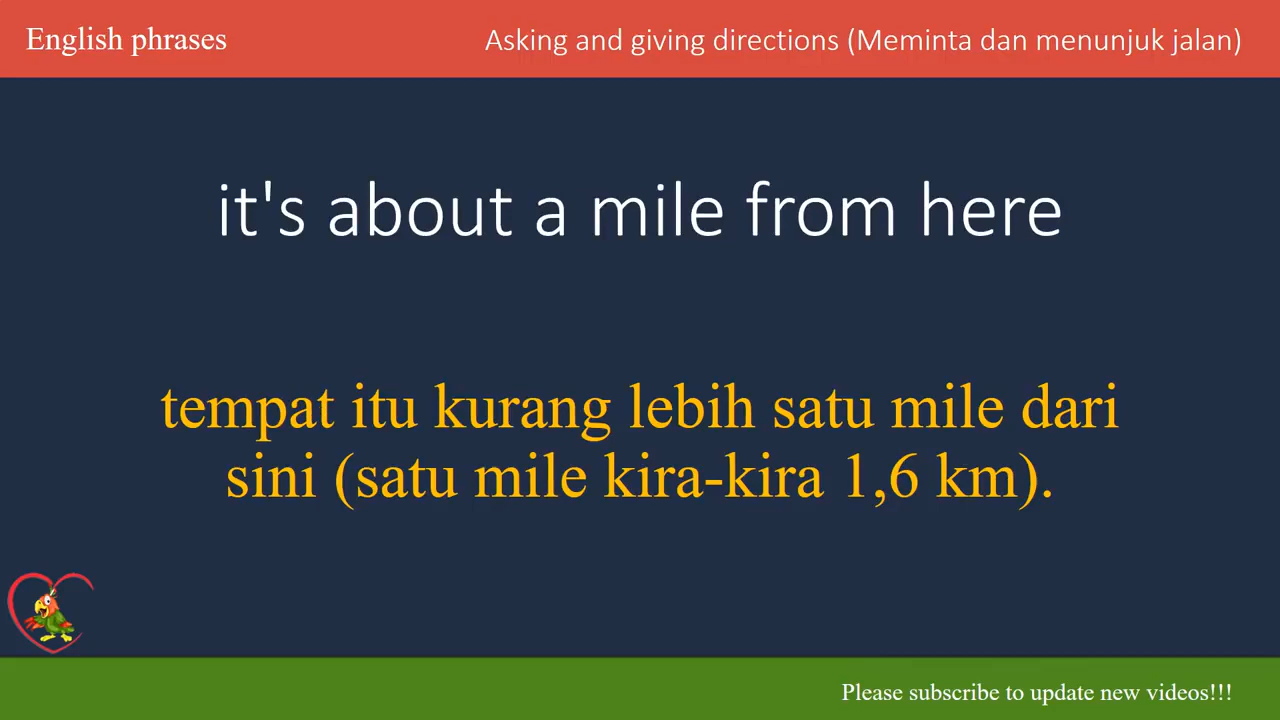 English phrases
Asking and giving directions (Meminta dan menunjuk jalan)
it's about a mile from here
tempat itu kurang lebih satu mile dari
sini (satu mile kira-kira 1,6 km).
Please subscribe to update new videos!!!